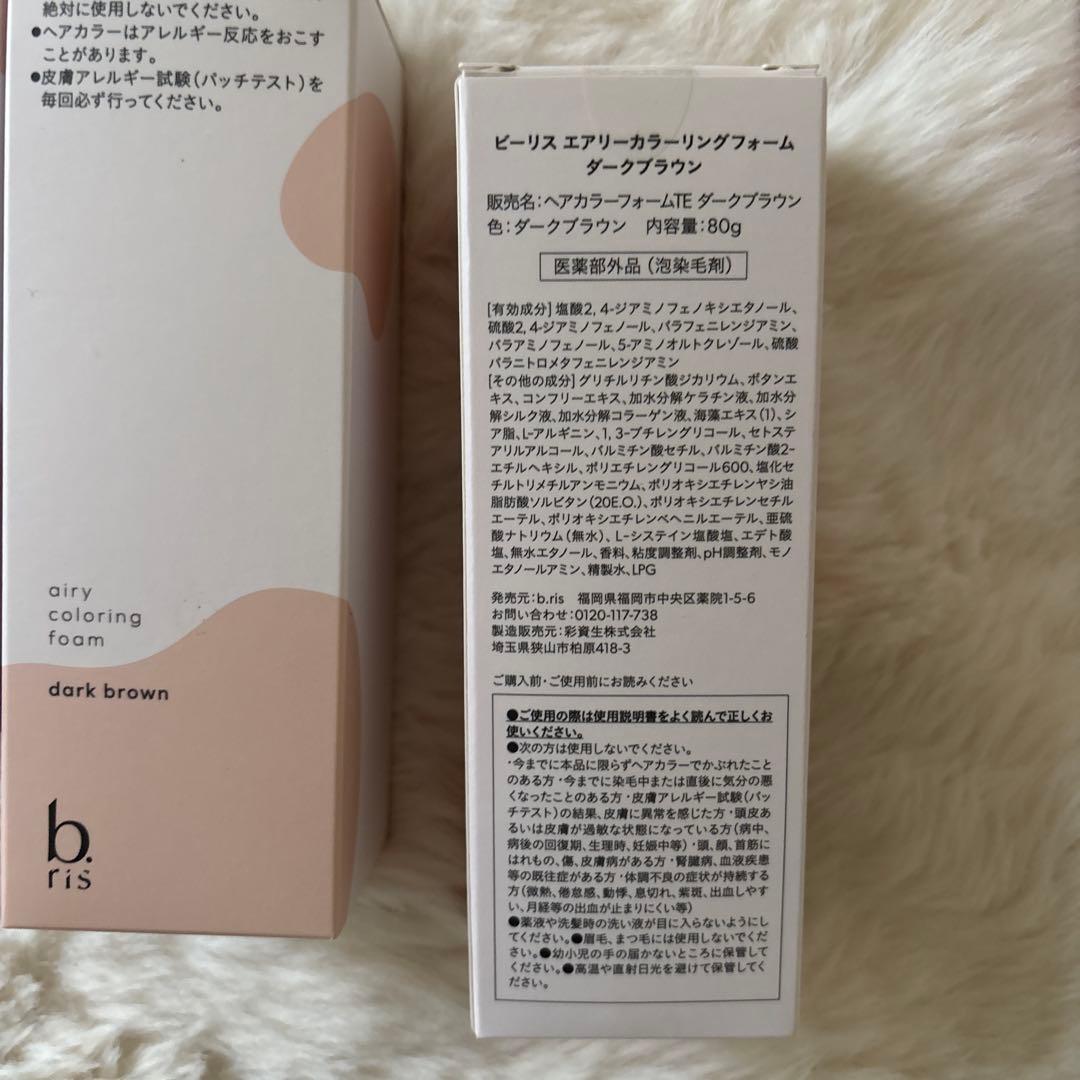 絶対に使用しないでください。
●ヘアカラーはアレルギー反応をおこす
ことがあります。
●皮膚アレルギー試験（パッチテスト）を
毎回必ず行ってください。
airy
coloring
foam
dark brown
b.
ris
ビーリス エアリーカラーリングフォーム
ダークブラウン
販売名：ヘアカラーフォームTE ダークブラウン
色：ダークブラウン　内容量：80g
医薬部外品（泡染毛剤）
[有効成分] 塩酸2, 4-ジアミノフェノキシエタノール、
硫酸2, 4-ジアミノフェノール、パラフェニレンジアミン、
パラアミノフェノール、5-アミノオルトクレゾール、硫酸
パラニトロメタフェニレンジアミン
[その他の成分] グリチルリチン酸ジカリウム、ボタンエ
キス、コンフリーエキス、加水分解ケラチン液、加水分
解シルク液、加水分解コラーゲン液、海藻エキス（1）、シ
ア脂、L-アルギニン、1, 3-ブチレングリコール、セトステ
アリルアルコール、パルミチン酸セチル、パルミチン酸2-
エチルヘキシル、ポリエチレングリコール600、塩化セ
チルトリメチルアンモニウム、ポリオキシエチレンヤシ油
脂肪酸ソルビタン（20E.O.）、ポリオキシエチレンセチル
エーテル、ポリオキシエチレンベヘニルエーテル、亜硫
酸ナトリウム（無水）、L-システイン塩酸塩、エデト酸
塩、無水エタノール、香料、粘度調整剤、pH調整剤、モノ
エタノールアミン、精製水、LPG
発売元：b.ris　福岡県福岡市中央区薬院1-5-6
お問い合わせ：0120-117-738
製造販売元：彩資生株式会社
埼玉県狭山市柏原418-3
ご購入前・ご使用前にお読みください
●ご使用の際は使用説明書をよく読んで正しくお
使いください。
●次の方は使用しないでください。
・今までに本品に限らずヘアカラーでかぶれたこと
のある方・今までに染毛中または直後に気分の悪
くなったことのある方・皮膚アレルギー試験（パッ
チテスト）の結果、皮膚に異常を感じた方・頭皮あ
るいは皮膚が過敏な状態になっている方（病中、
病後の回復期、生理時、妊娠中等）・頭、顔、首筋に
はれもの、傷、皮膚病がある方・腎臓病、血液疾患
等の既往症がある方・体調不良の症状が持続する
方（微熱、倦怠感、動悸、息切れ、紫斑、出血しやす
い、月経等の出血が止まりにくい等）
●薬液や洗髪時の洗い液が目に入らないようにし
てください。●眉毛、まつ毛には使用しないでくだ
さい。●幼小児の手の届かないところに保管して
ください。●高温や直射日光を避けて保管してく
ださい。